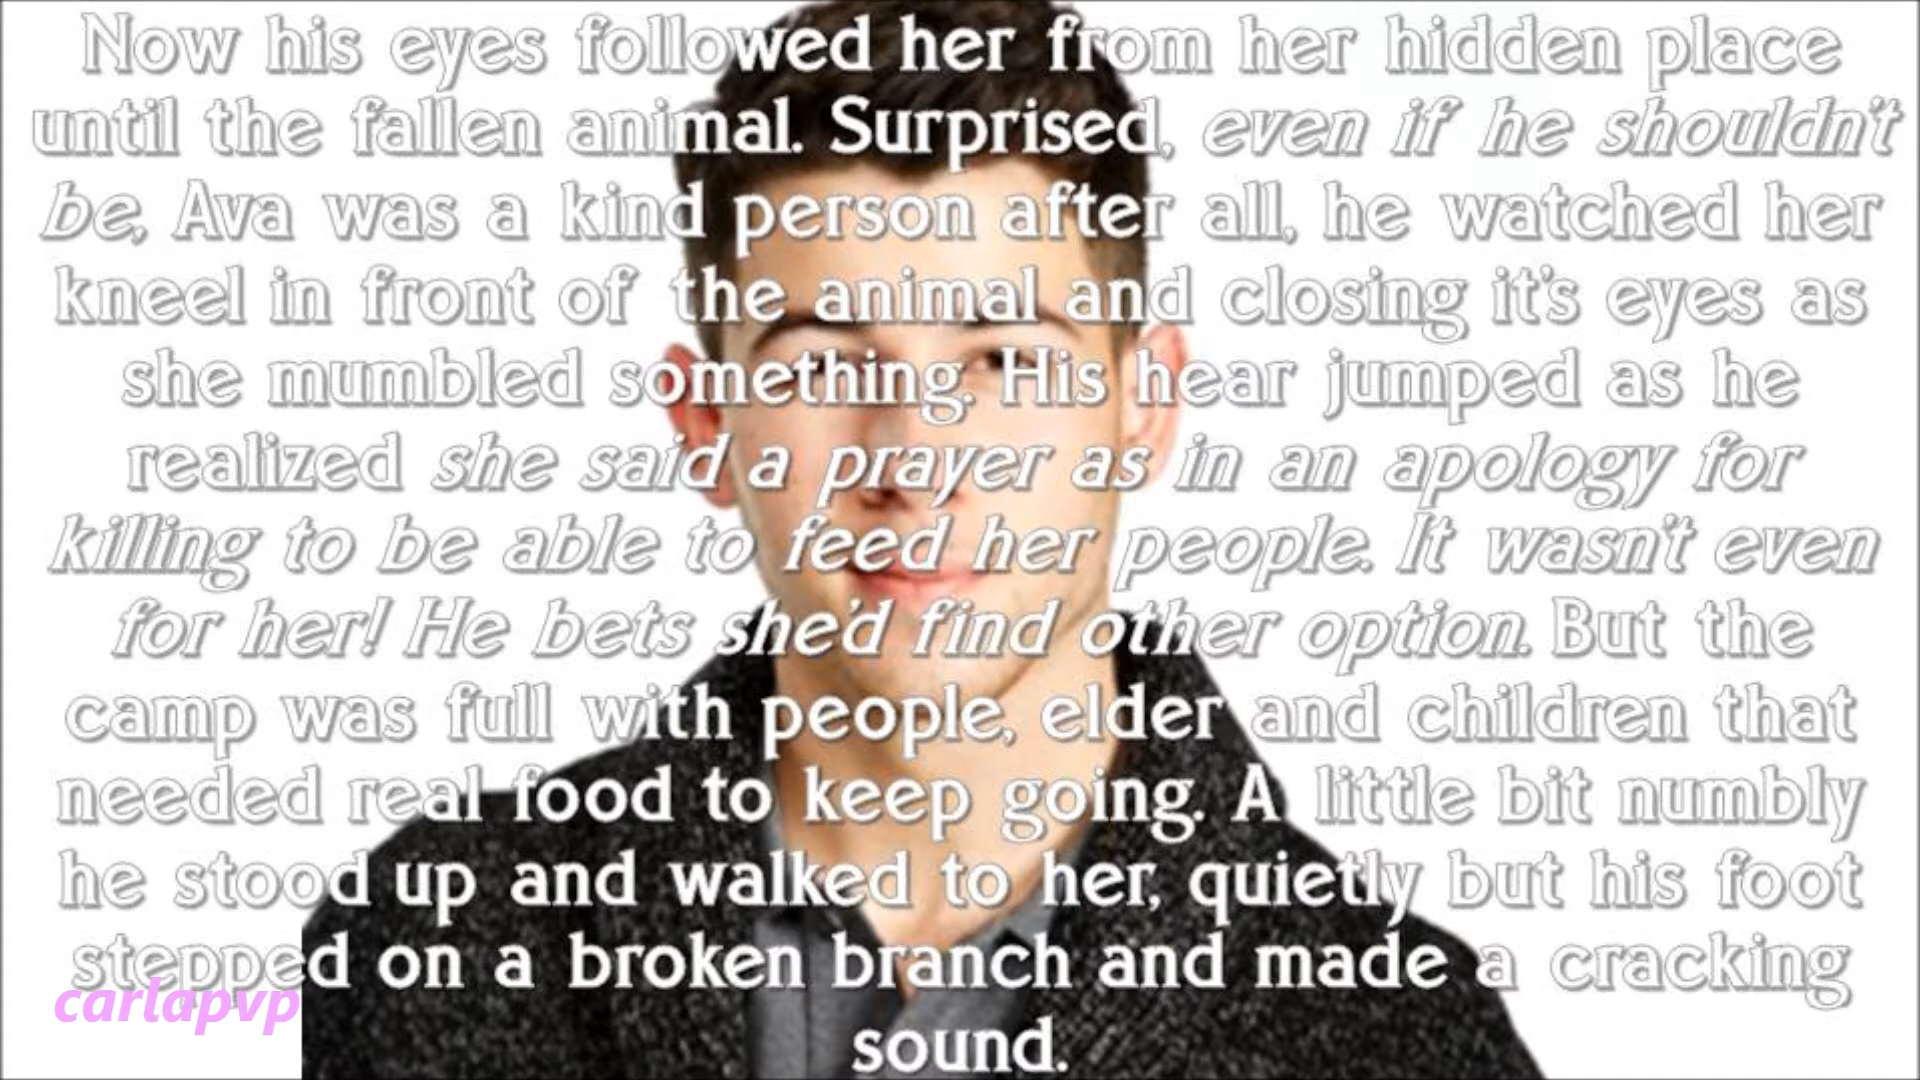 Now his eyes followed her from her hidden place
until the fallen animal. Surprised, even if he shouldn't
be, Ava was a kind person after all, he watched her
kneel in front of the animal and closing it's eyes as
she mumbled something. His hear jumped as he
realized she said a prayer as in an apology for
killing to be able to feed her people. It wasn't even
for her! He bets she'd find other option. But the
camp was full with people, elder and children that
needed real food to keep going. A little bit numbly
he stood up and walked to her, quietly but his foot
stepped on a broken branch and made a cracking
sound.
carlapvp